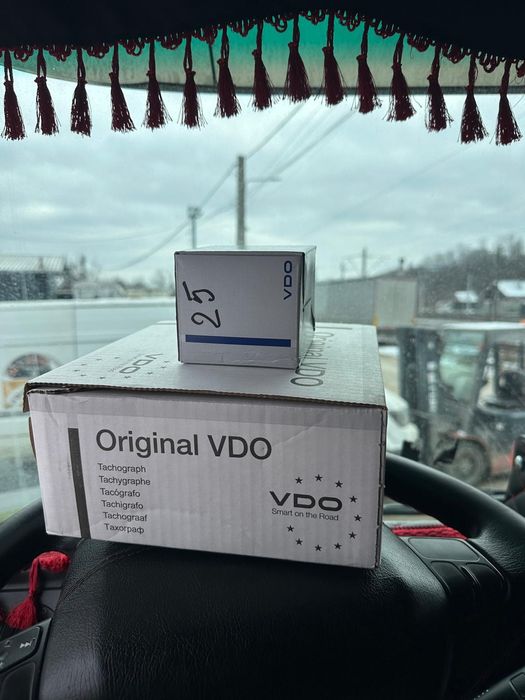 25
VDO
VDO
Original VDO
Original VDO
Tachograph
Tachygraphe
Tacógrafo
Tachigrafo
Tachograaf
Тахограф
VDO
Smart on the Road